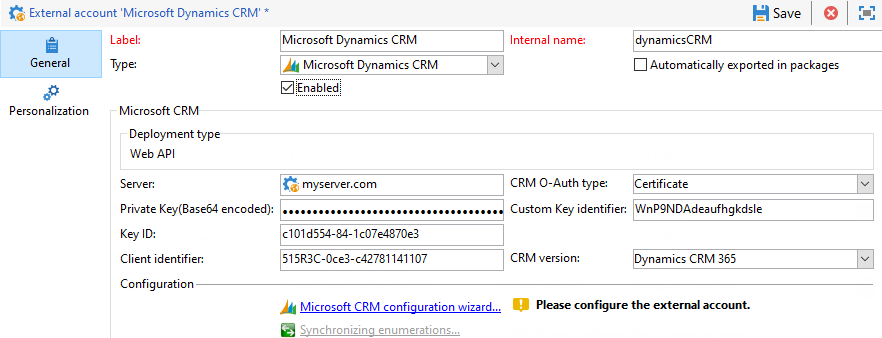 External account 'Microsoft Dynamics CRM' *
Save
General
Personalization
Label: Microsoft Dynamics CRM Internal name: dynamicsCRM
Type: Microsoft Dynamics CRM Automatically exported in packages
Enabled
Microsoft CRM
Deployment type
Web API
Server: myserver.com CRM O-Auth type: Certificate
Private Key(Base64 encoded): Custom Key identifier: WnP9NDAdeaufhgkdsle
Key ID: c101d554-84-1c07e4870e3
Client identifier: 515R3C-0ce3-c42781141107 CRM version: Dynamics CRM 365
Configuration
Microsoft CRM configuration wizard... Please configure the external account.
Synchronizing enumerations...